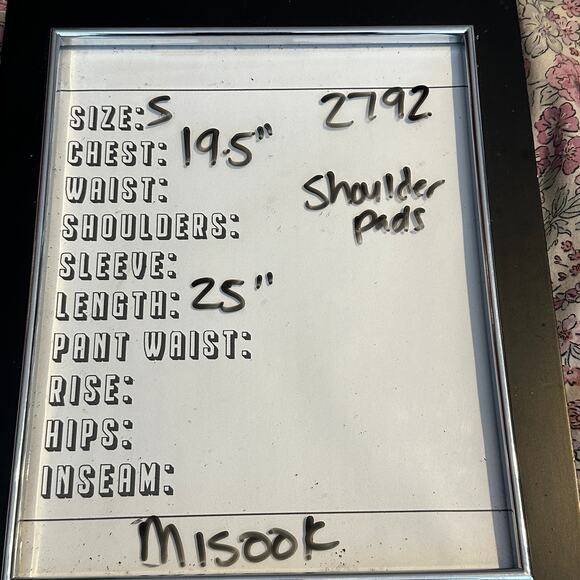 SIZE: S 2792
CHEST: 19.5"
WAIST: Shoulder
pads
SHOULDERS:
SLEEVE:
LENGTH: 25"
PANT WAIST:
RISE:
HIPS:
INSEAM:
Misook